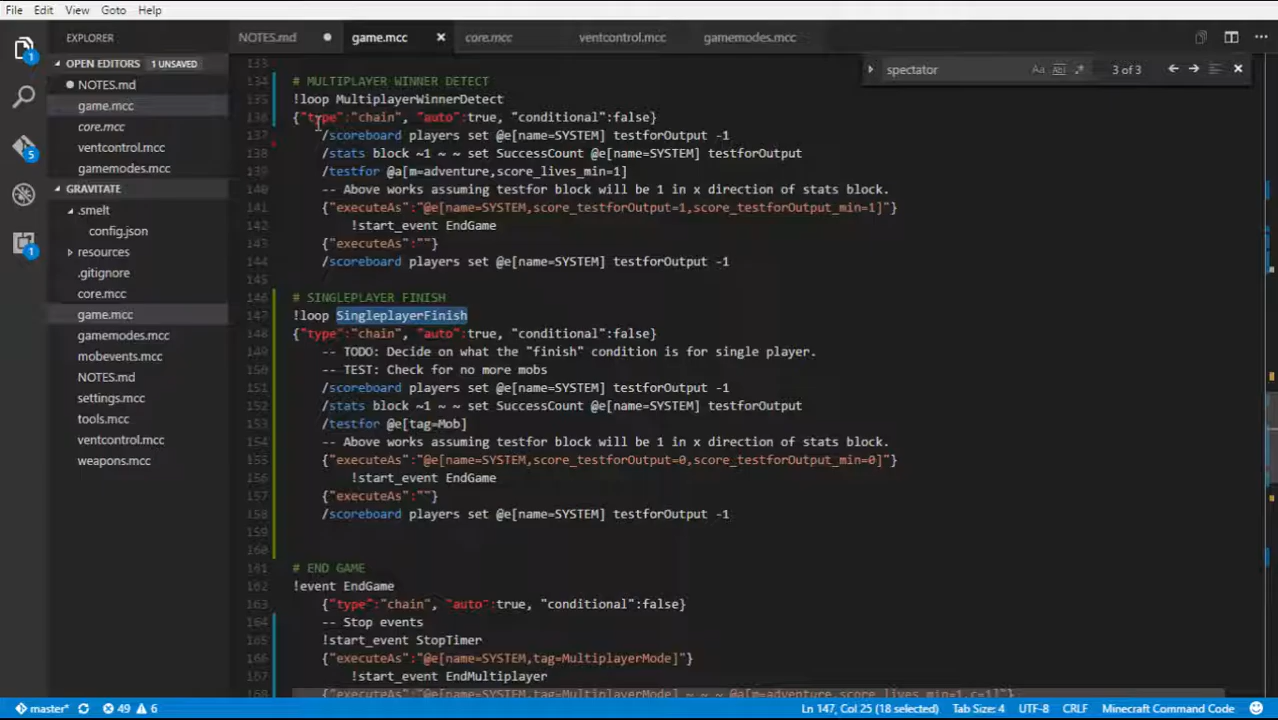 File Edit View Goto Help
EXPLORER
NOTES.md game.mcc core.mcc ventcontrol.mcc gamemodes.mcc
OPEN EDITORS 1 UNSAVED
NOTES.md
game.mcc
core.mcc
ventcontrol.mcc
gamemodes.mcc
GRAVITATE
.smelt
config.json
resources
.gitignore
core.mcc
game.mcc
gamemodes.mcc
mobevents.mcc
NOTES.md
settings.mcc
tools.mcc
ventcontrol.mcc
weapons.mcc
1
5
1
spectator Aa Abl .* 3 of 3
133
134 # MULTIPLAYER WINNER DETECT
135 !loop MultiplayerWinnerDetect
136 {"type":"chain", "auto":true, "conditional":false}
137 /scoreboard players set @e[name=SYSTEM] testforOutput -1
138 /stats block ~1 ~ ~ set SuccessCount @e[name=SYSTEM] testforOutput
139 /testfor @a[m=adventure,score_lives_min=1]
140 -- Above works assuming testfor block will be 1 in x direction of stats block.
141 {"executeAs":"@e[name=SYSTEM,score_testforOutput=1,score_testforOutput_min=1]"}
142 !start_event EndGame
143 {"executeAs":""}
144 /scoreboard players set @e[name=SYSTEM] testforOutput -1
145
146 # SINGLEPLAYER FINISH
147 !loop SingleplayerFinish
148 {"type":"chain", "auto":true, "conditional":false}
149 -- TODO: Decide on what the "finish" condition is for single player.
150 -- TEST: Check for no more mobs
151 /scoreboard players set @e[name=SYSTEM] testforOutput -1
152 /stats block ~1 ~ ~ set SuccessCount @e[name=SYSTEM] testforOutput
153 /testfor @e[tag=Mob]
154 -- Above works assuming testfor block will be 1 in x direction of stats block.
155 {"executeAs":"@e[name=SYSTEM,score_testforOutput=0,score_testforOutput_min=0]"}
156 !start_event EndGame
157 {"executeAs":""}
158 /scoreboard players set @e[name=SYSTEM] testforOutput -1
159
160
161 # END GAME
162 !event EndGame
163 {"type":"chain", "auto":true, "conditional":false}
164 -- Stop events
165 !start_event StopTimer
166 {"executeAs":"@e[name=SYSTEM,tag=MultiplayerMode]"}
167 !start_event EndMultiplayer
168 {"executeAs":"@e[name=SYSTEM,tag=MultiplayerMode] ~ ~ ~ @a[m=adventure,score_lives_min=1,c=1]"}
master* 49 6 Ln 147, Col 25 (18 selected) Tab Size: 4 UTF-8 CRLF Minecraft Command Code